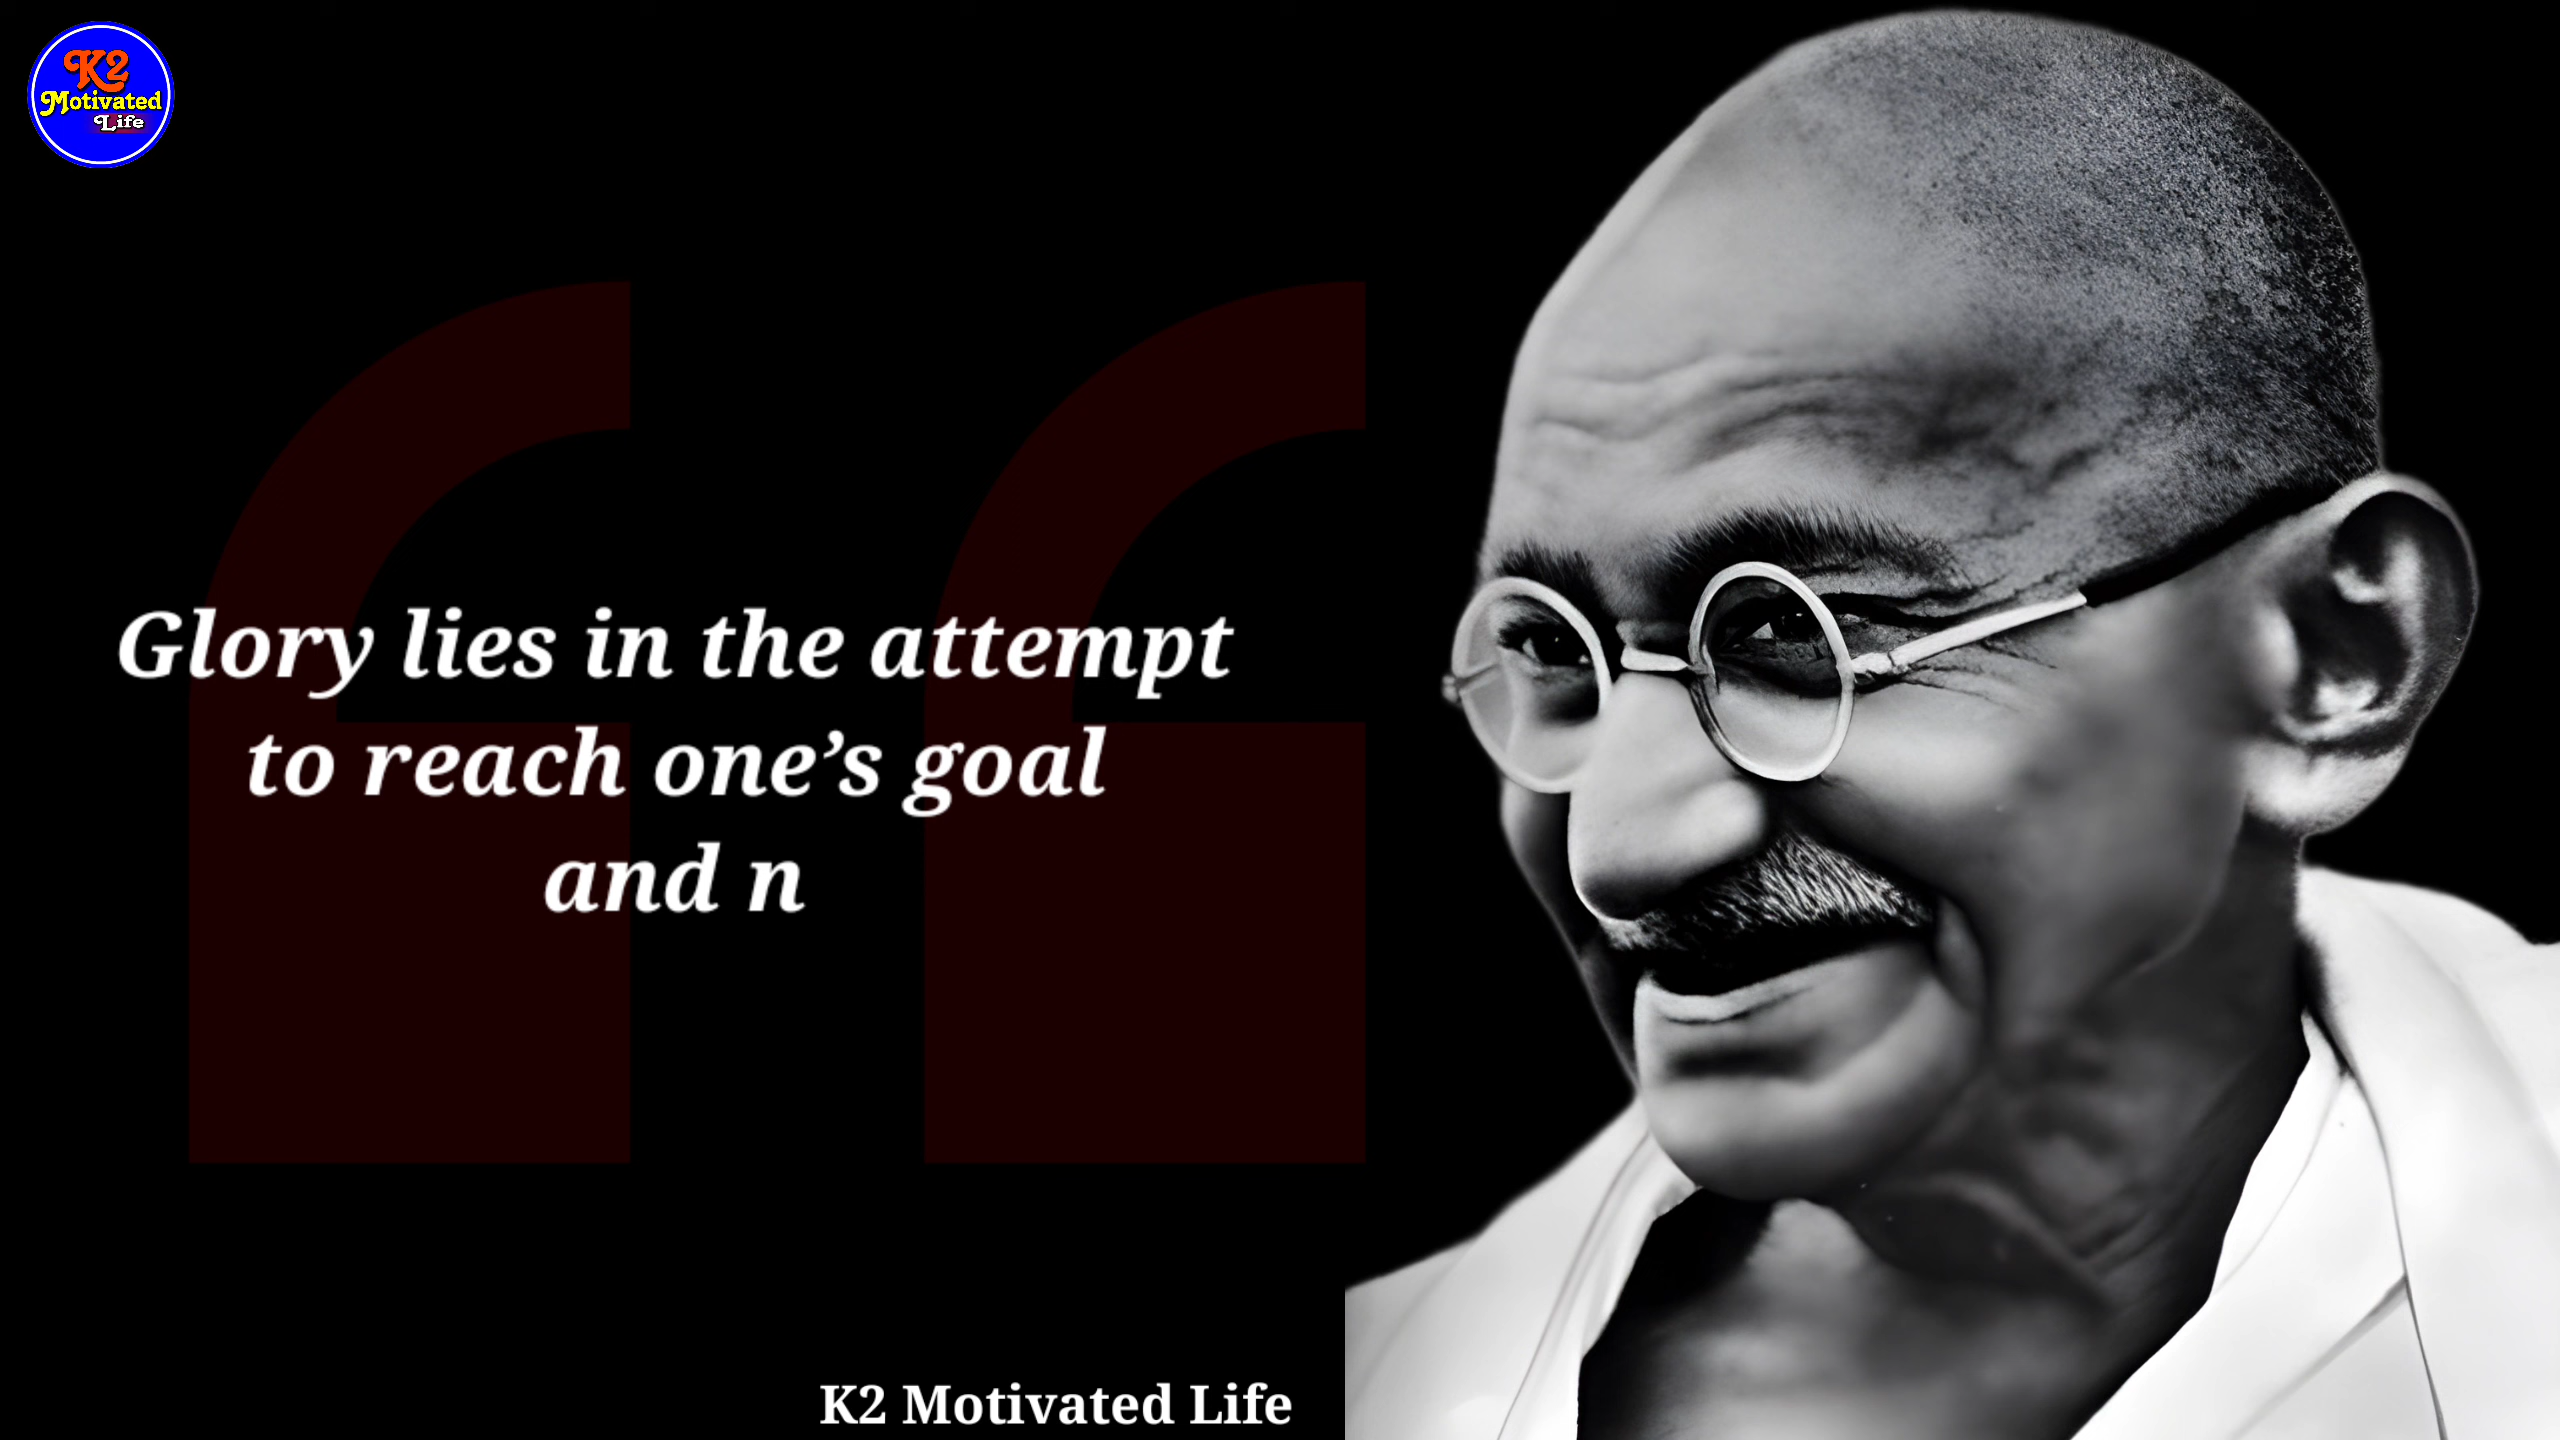 K2
Motivated
Life
Glory lies in the attempt
to reach one’s goal
and n
K2 Motivated Life